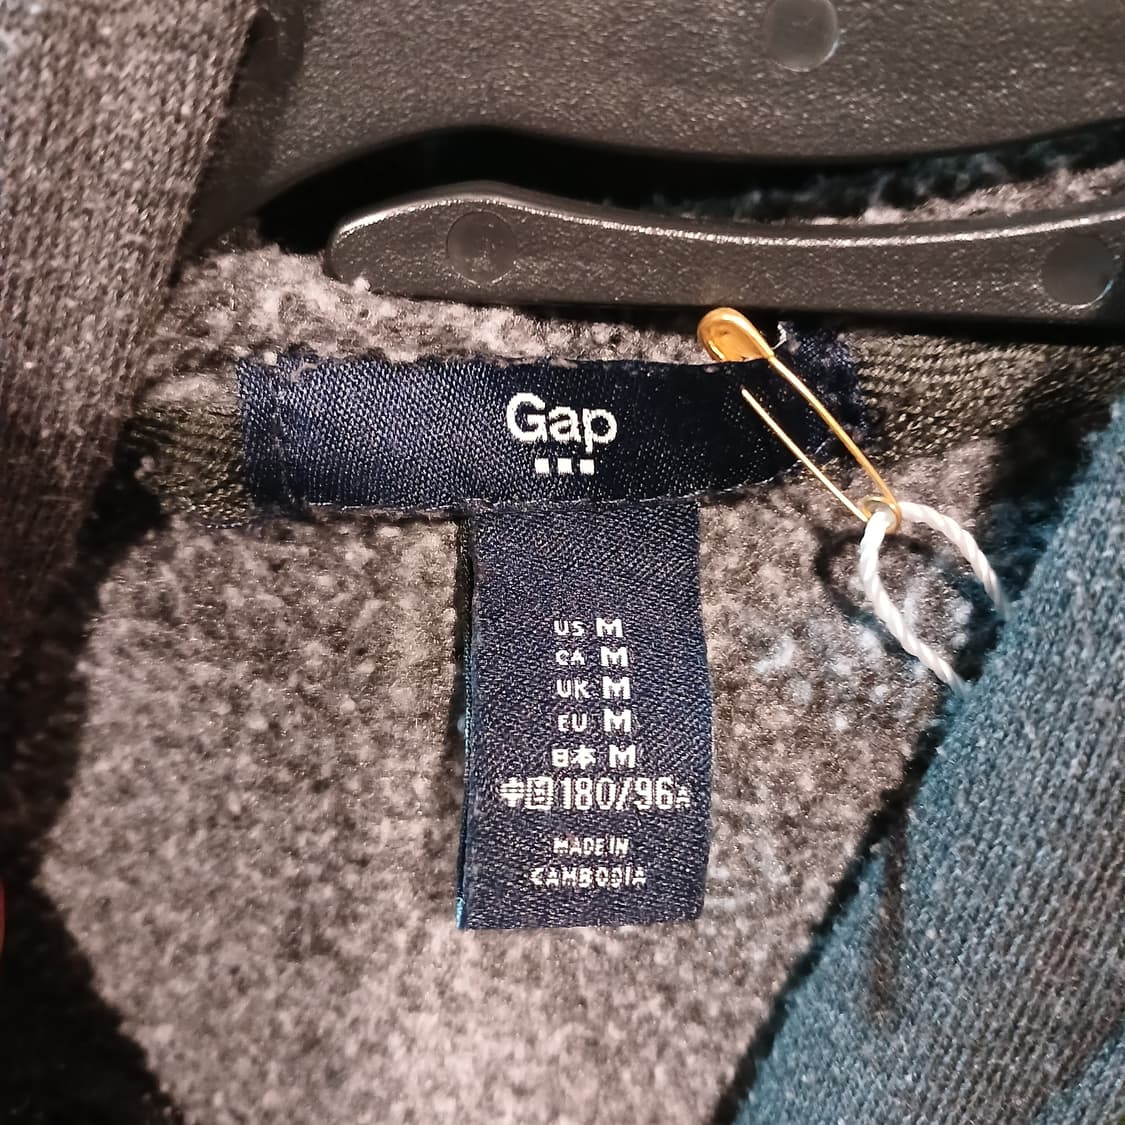 Gap
US M
CA M
UK M
EU M
日本 M
中国 180/96A
MADE IN
CAMBODIA